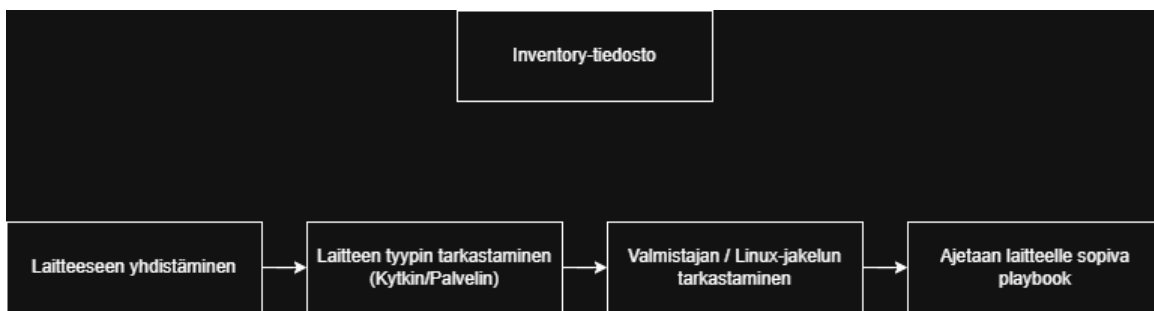 Inventory-tiedosto
Laitteeseen yhdistäminen
Laitteen tyypin tarkastaminen
(Kytkin/Palvelin)
Valmistajan / Linux-jakelun
tarkastaminen
Ajetaan laitteelle sopiva
playbook